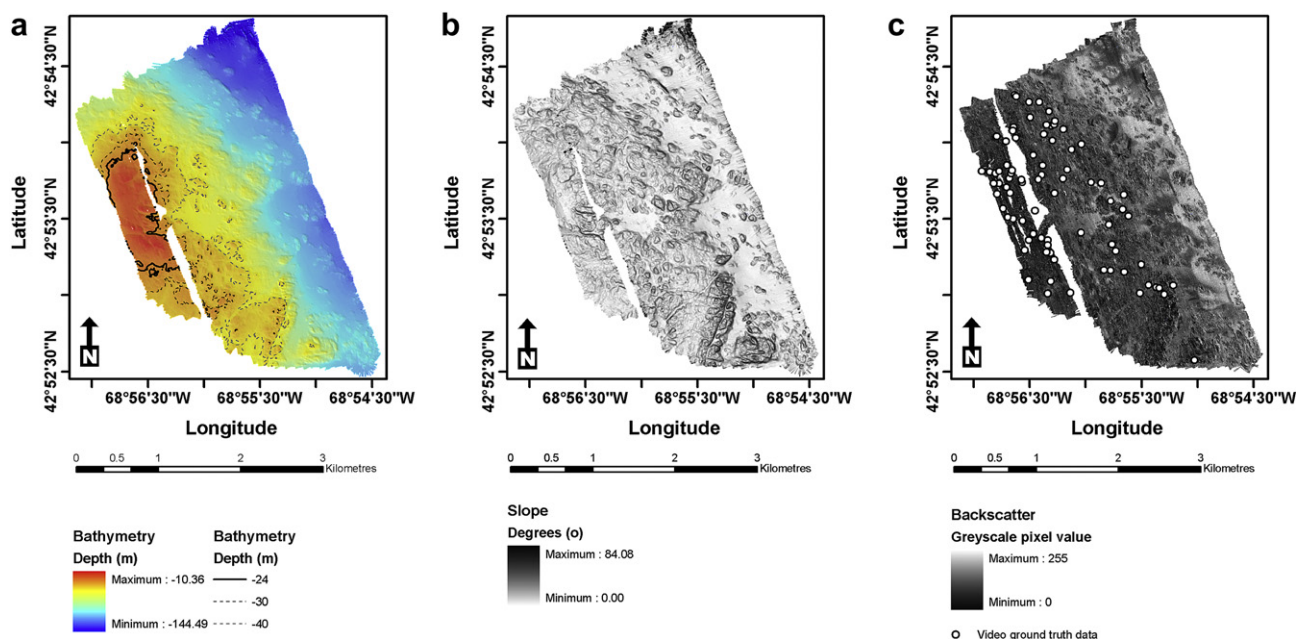 a
Latitude
42°54'30"N
42°53'30"N
42°52'30"N
N
68°56'30"W
68°55'30"W
68°54'30"W
Longitude
0 0.5 1 2 3
Kilometres
Bathymetry
Depth (m)
Maximum : -10.36
Minimum : -144.49
Bathymetry
Depth (m)
-24
-30
-40
b
Latitude
42°54'30"N
42°53'30"N
42°52'30"N
N
68°56'30"W
68°55'30"W
68°54'30"W
Longitude
0 0.5 1 2 3
Kilometres
Slope
Degrees (o)
Maximum : 84.08
Minimum : 0.00
c
Latitude
42°54'30"N
42°53'30"N
42°52'30"N
N
68°56'30"W
68°55'30"W
68°54'30"W
Longitude
0 0.5 1 2 3
Kilometres
Backscatter
Greyscale pixel value
Maximum : 255
Minimum : 0
Video ground truth data